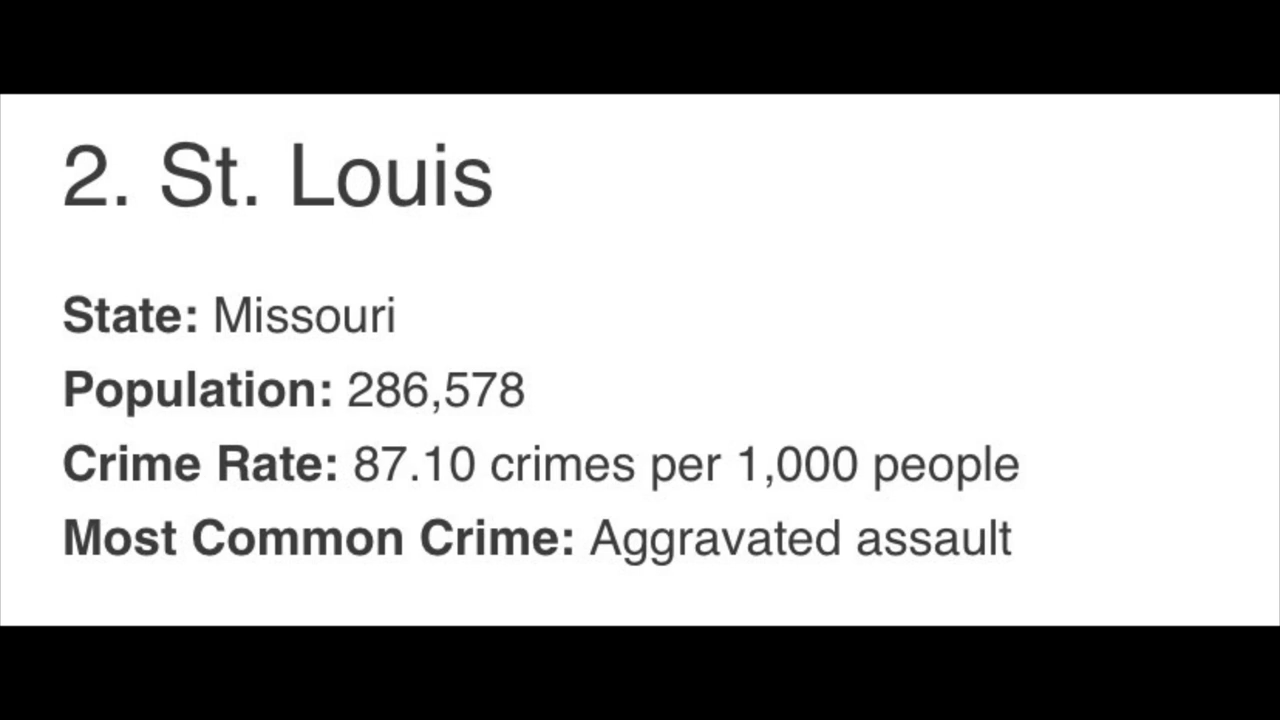 2. St. Louis
State: Missouri
Population: 286,578
Crime Rate: 87.10 crimes per 1,000 people
Most Common Crime: Aggravated assault